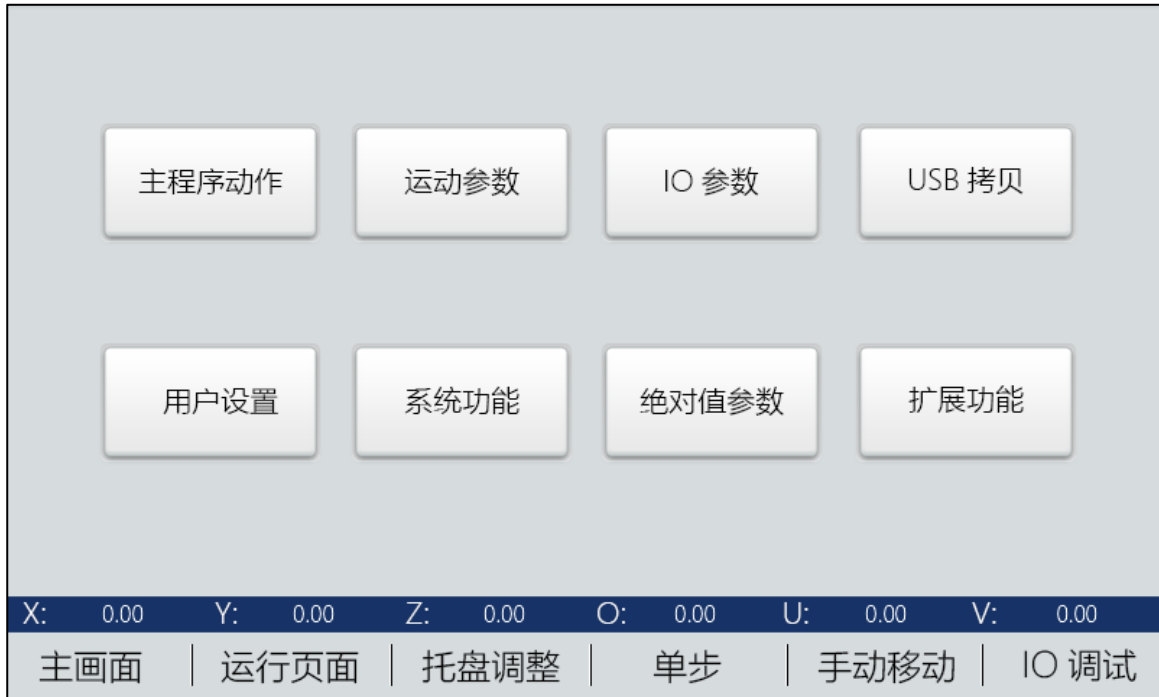 主程序动作 运动参数 IO 参数 USB 拷贝
用户设置 系统功能 绝对值参数 扩展功能
X: 0.00 Y: 0.00 Z: 0.00 O: 0.00 U: 0.00 V: 0.00
主画面 运行页面 托盘调整 单步 手动移动 IO 调试